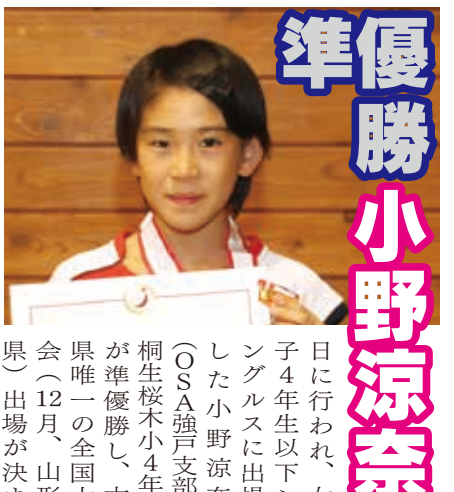 準優勝
小野涼奈
日に行われ、女
子4年生以下シ
ングルスに出場
した小野涼奈
(OSA強戸支部
桐生桜木小4年
が準優勝し、本
県唯一の全国大
会(12月、山形
県)出場が決ま